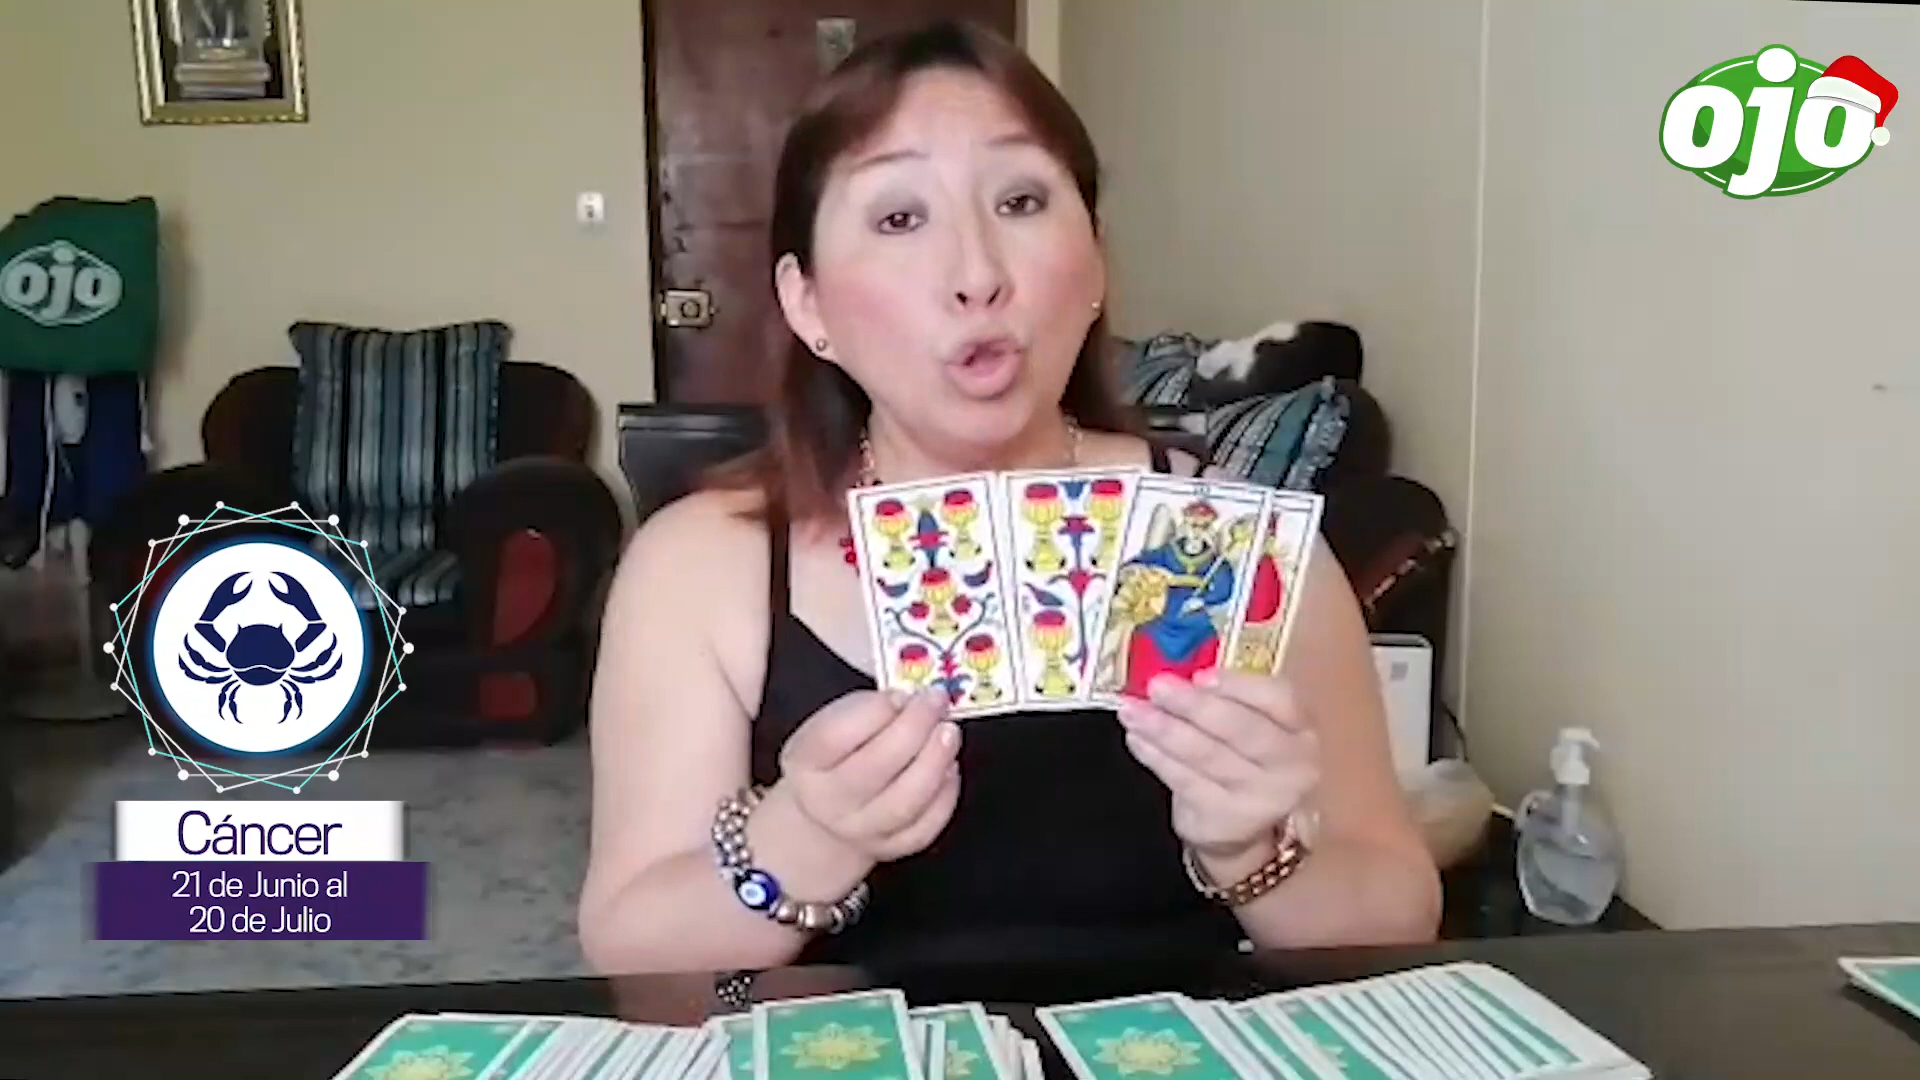 ojo
ojo
Cáncer
21 de Junio al
20 de Julio